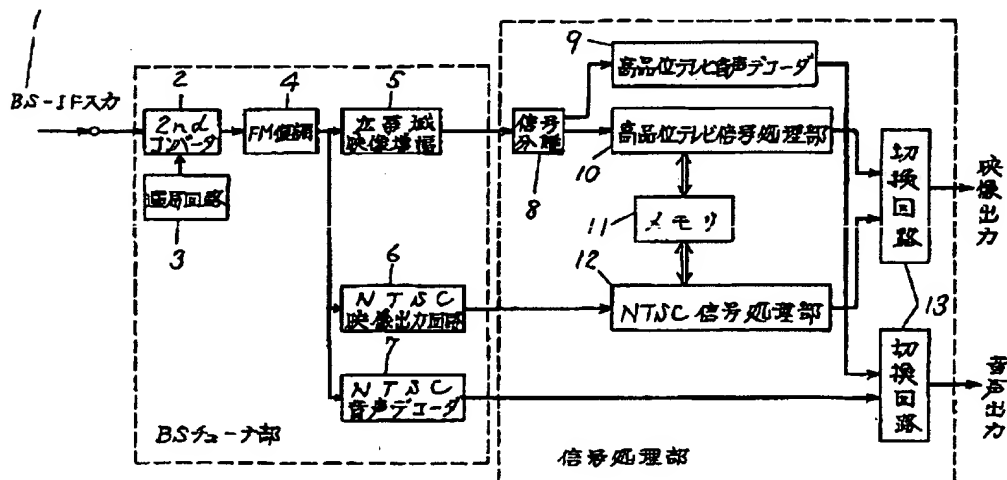 1
BS-IF入力
2
2nd
コンバータ
選局回路
3
4
FM復調
5
広帯域
映像増幅
6
NTSC
映像出力回路
7
NTSC
音声デコーダ
BSチューナ部
信号
分離
8
9
高品位テレビ音声デコーダ
高品位テレビ信号処理部
10
11
メモリ
12
NTSC信号処理部
切換回路
13
切換回路
映像出力
音声出力
信号処理部